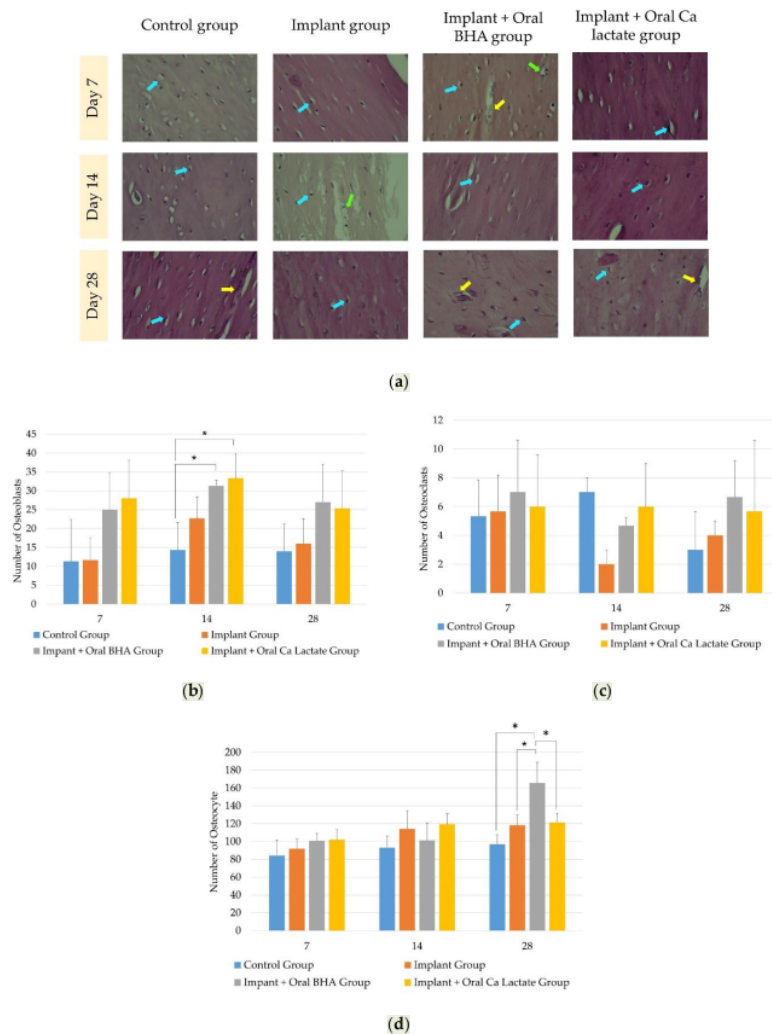 Control group
Implant group
Implant + Oral
BHA group
Implant + Oral Ca
lactate group
Day 7
Day 14
Day 28
(a)
Number of Osteoblasts
45
40
35
30
25
20
15
10
5
0
*
*
7
14
28
Control Group
Implant Group
Impant + Oral BHA Group
Implant + Oral Ca Lactate Group
(b)
Number of Osteoclasts
12
10
8
6
4
2
0
7
14
28
Control Group
Implant Group
Impant + Oral BHA Group
Implant + Oral Ca Lactate Group
(c)
Number of Osteocyte
200
180
160
140
120
100
80
60
40
20
0
*
*
*
7
14
28
Control Group
Implant Group
Impant + Oral BHA Group
Implant + Oral Ca Lactate Group
(d)